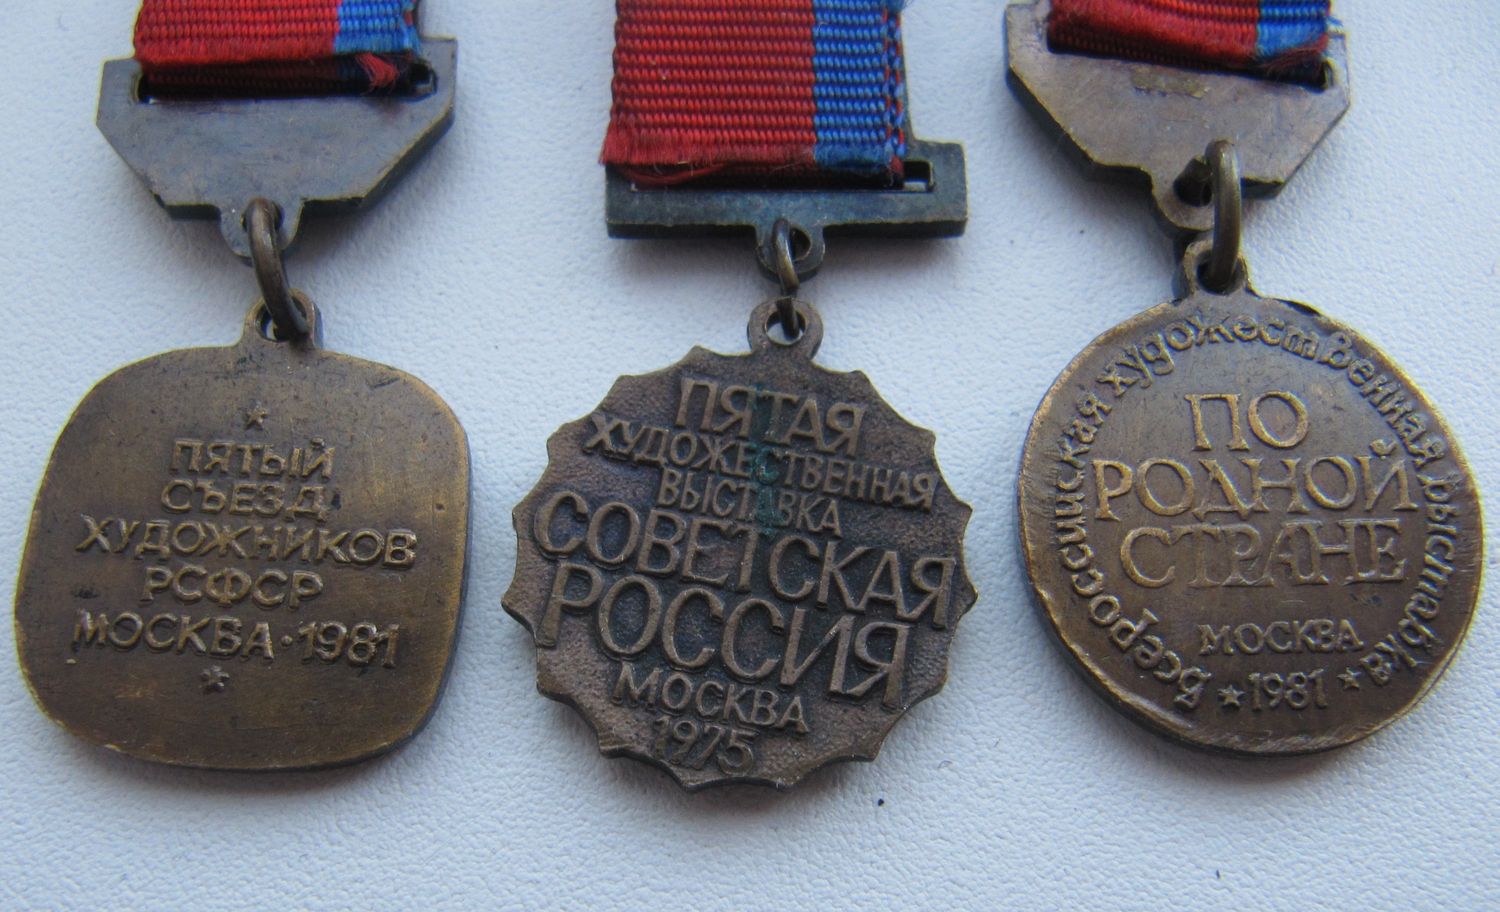 ПЯТЫЙ
СЪЕЗД
ХУДОЖНИКОВ
РСФСР
МОСКВА·1981
ПЯТАЯ
ХУДОЖЕСТВЕННАЯ
ВЫСТАВКА
СОВЕТСКАЯ
РОССИЯ
МОСКВА
1975
Всероссийская художественная выставка
ПО
РОДНОЙ
СТРАНЕ
МОСКВА
1981